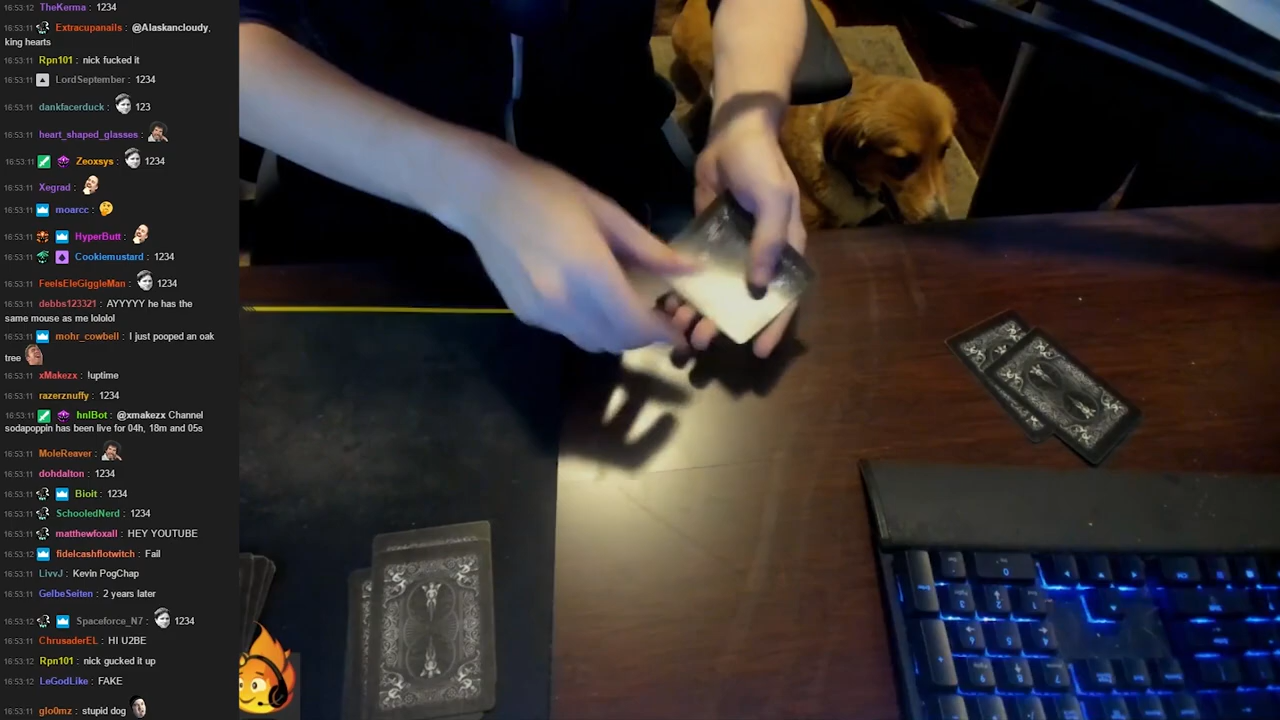 16:53:12 TheKerma : 1234
16:53:11 Extracupanails : @Alaskancloudy,
king hearts
Rpn101 : nick fucked it
16:53:11 LordSeptember : 1234
dankfacerduck : 123
16:53:11 heart_shaped_glasses :
16:53:11 Zeoxsys : 1234
16:53:11 Xegrad :
16:53:11 moarcc :
16:53:11 HyperButt :
16:53:11 Cookiemustard : 1234
16:53:11 FeelsEleGiggleMan : 1234
16:53:11 debbs123321 : AYYYYY he has the
same mouse as me lololol
16:53:11 mohr_cowbell : I just pooped an oak
tree
16:53:11 xMakezx : !uptime
16:53:11 razerznuffy : 1234
16:53:11 hnlBot : @xmakezx Channel
sodapoppin has been live for 04h, 18m and 05s
16:53:11 MoleReaver :
16:53:11 dohdalton : 1234
16:53:11 Bioit : 1234
16:53:11 SchooledNerd : 1234
16:53:11 matthewfoxall : HEY YOUTUBE
16:53:12 fidelcashflotwitch : Fail
16:53:11 LivvJ : Kevin PogChap
16:53:11 GelbeSeiten : 2 years later
16:53:12 Spaceforce_N7 : 1234
16:53:11 ChrusaderEL : HI U2BE
16:53:12 Rpn101 : nick gucked it up
16:53:12 LeGodLike : FAKE
16:53:11 glo0mz : stupid dog